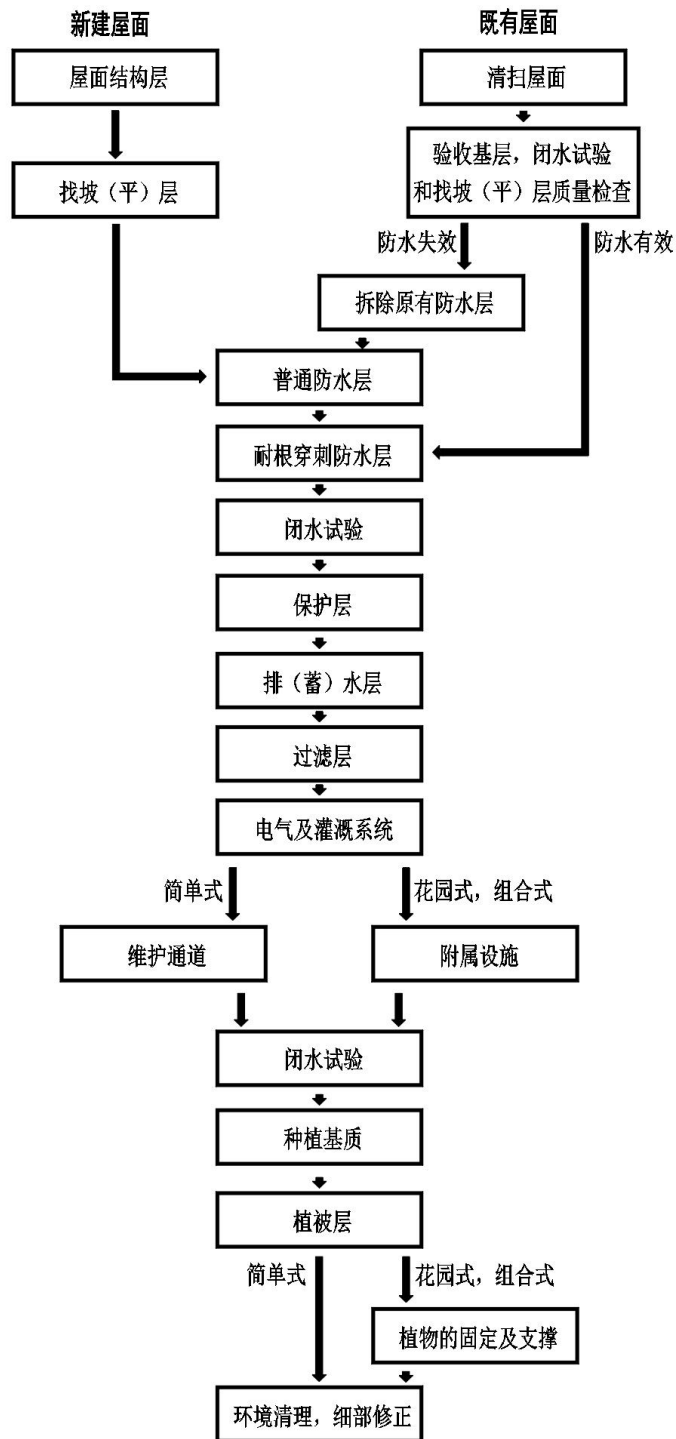 新建屋面
既有屋面
屋面结构层
清扫屋面
找坡（平）层
验收基层，闭水试验
和找坡（平）层质量检查
防水失效
防水有效
拆除原有防水层
普通防水层
耐根穿刺防水层
闭水试验
保护层
排（蓄）水层
过滤层
电气及灌溉系统
简单式
花园式，组合式
维护通道
附属设施
闭水试验
种植基质
植被层
简单式
花园式，组合式
植物的固定及支撑
环境清理，细部修正